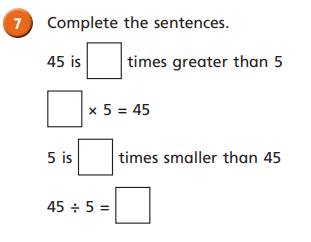 7 Complete the sentences.
45 is times greater than 5
× 5 = 45
5 is times smaller than 45
45 ÷ 5 =